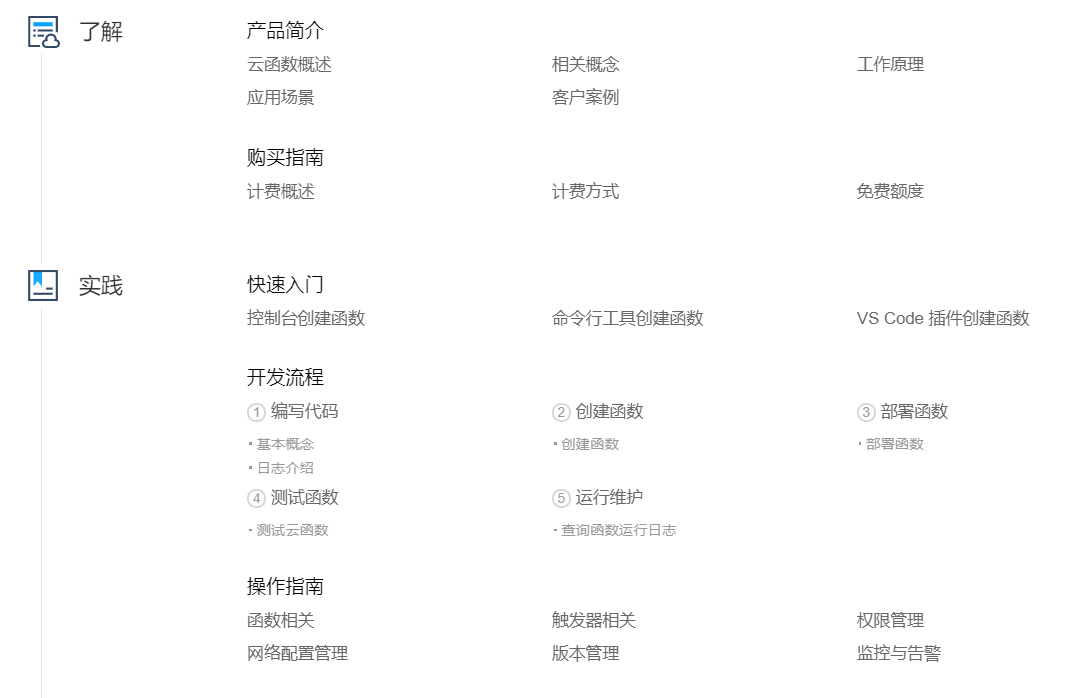 了解
产品简介
云函数概述 相关概念 工作原理
应用场景 客户案例
购买指南
计费概述 计费方式 免费额度
实践
快速入门
控制台创建函数 命令行工具创建函数 VS Code 插件创建函数
开发流程
① 编写代码 ② 创建函数 ③ 部署函数
· 基本概念 · 创建函数 · 部署函数
· 日志介绍
④ 测试函数 ⑤ 运行维护
· 测试云函数 · 查询函数运行日志
操作指南
函数相关 触发器相关 权限管理
网络配置管理 版本管理 监控与告警